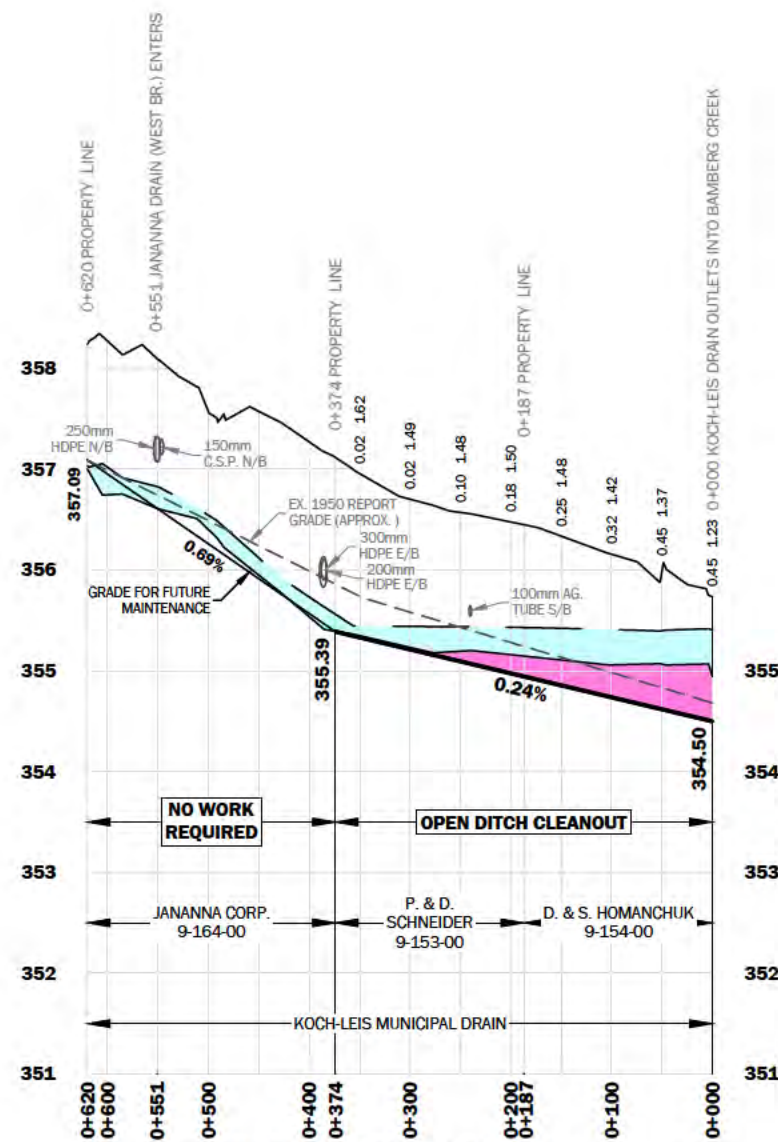 0+620 PROPERTY LINE
0+551 JANANNA DRAIN (WEST BR.) ENTERS
0+374 PROPERTY LINE
0+187 PROPERTY LINE
0+000 KOCH-LEIS DRAIN OUTLETS INTO BAMBERG CREEK
0.02 1.62
0.02 1.49
0.10 1.48
0.18 1.50
0.25 1.48
0.32 1.42
0.45 1.37
0.45 1.23
358
357
356
355
354
353
352
351
250mm
HDPE N/B
150mm
C.S.P. N/B
357.09
EX. 1950 REPORT
GRADE (APPROX. )
300mm
HDPE E/B
200mm
HDPE E/B
0.69%
GRADE FOR FUTURE
MAINTENANCE
100mm AG.
TUBE S/B
355.39
0.24%
354.50
355
354
353
352
351
NO WORK
REQUIRED
OPEN DITCH CLEANOUT
JANANNA CORP.
9-164-00
P. & D.
SCHNEIDER
9-153-00
D. & S. HOMANCHUK
9-154-00
KOCH-LEIS MUNICIPAL DRAIN
0+620
0+600
0+551
0+500
0+400
0+374
0+300
0+200
0+187
0+100
0+000